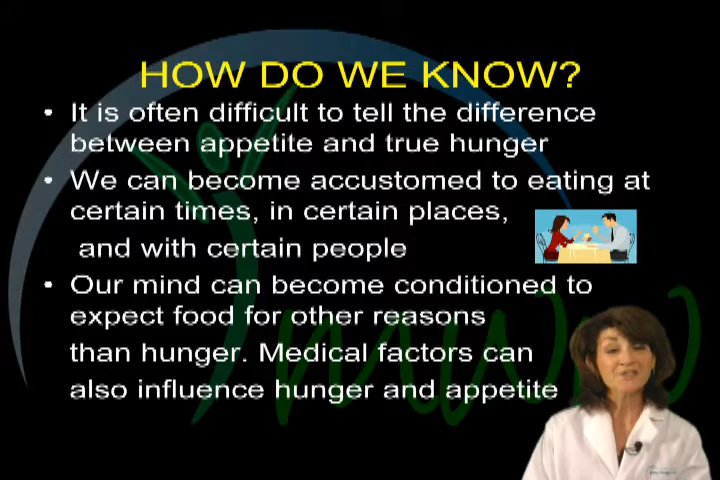 HOW DO WE KNOW?
• It is often difficult to tell the difference
between appetite and true hunger
• We can become accustomed to eating at
certain times, in certain places,
and with certain people
• Our mind can become conditioned to
expect food for other reasons
than hunger. Medical factors can
also influence hunger and appetite